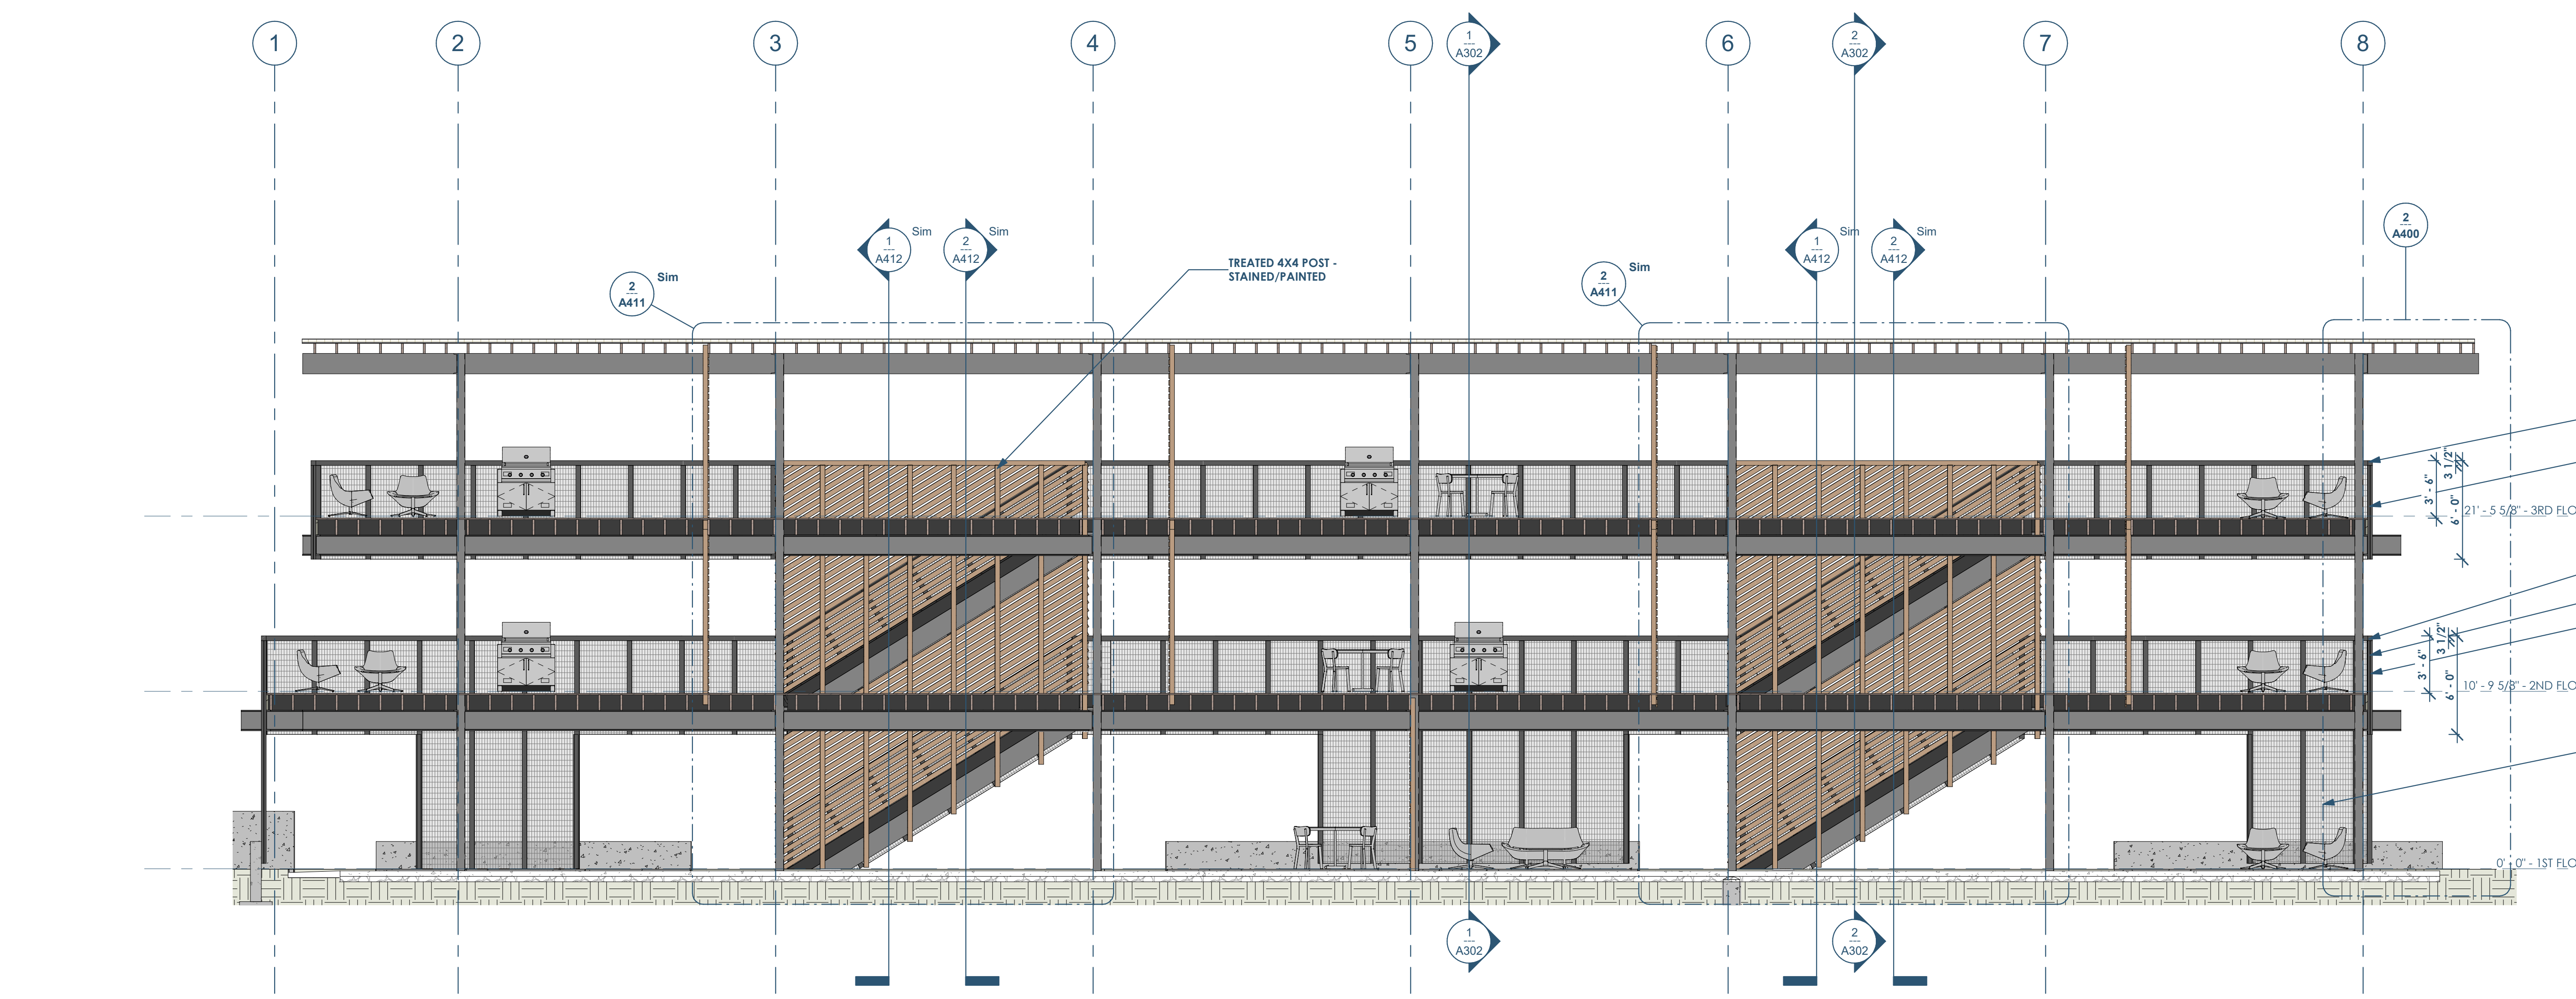 1
2
3
4
5
1
---
A302
6
2
---
A302
7
8
2
---
A400
1
---
A412
Sim
2
---
A412
Sim
1
---
A412
Sim
2
---
A412
Sim
TREATED 4X4 POST -
STAINED/PAINTED
2
---
A411
Sim
2
---
A411
Sim
3' - 6"
3 1/2"
6' - 0"
21' - 5 5/8" - 3RD FLO
3' - 6"
3 1/2"
6' - 0"
10' - 9 5/8" - 2ND FLO
0' - 0" - 1ST FLO
1
---
A302
2
---
A302